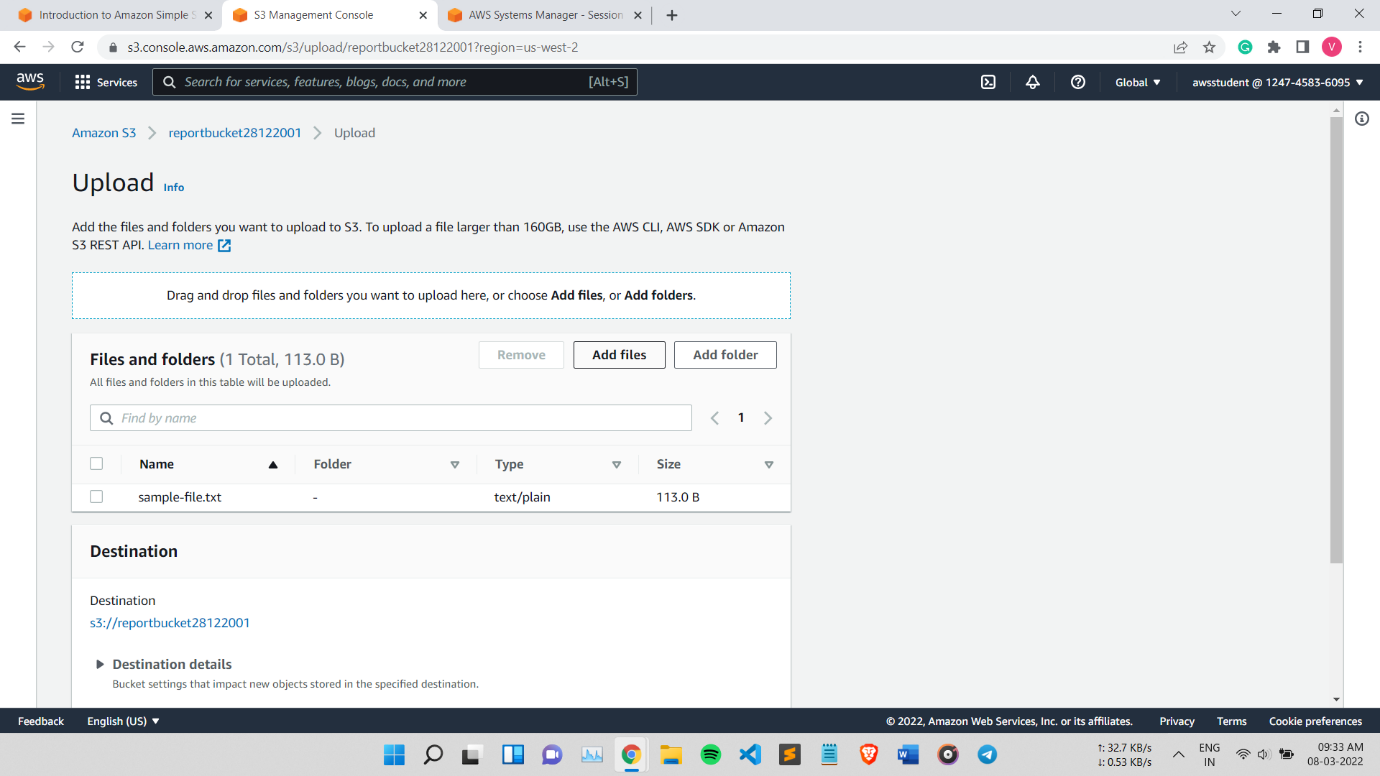 Introduction to Amazon Simple S
S3 Management Console
AWS Systems Manager - Session
s3.console.aws.amazon.com/s3/upload/reportbucket28122001?region=us-west-2
V
aws
Services
Search for services, features, blogs, docs, and more
[Alt+S]
Global
awsstudent @ 1247-4583-6095
Amazon S3
reportbucket28122001
Upload
Upload Info
Add the files and folders you want to upload to S3. To upload a file larger than 160GB, use the AWS CLI, AWS SDK or Amazon
S3 REST API. Learn more
Drag and drop files and folders you want to upload here, or choose Add files, or Add folders.
Files and folders (1 Total, 113.0 B)
Remove
Add files
Add folder
All files and folders in this table will be uploaded.
Find by name
1
Name Folder Type Size
sample-file.txt - text/plain 113.0 B
Destination
Destination
s3://reportbucket28122001
Destination details
Bucket settings that impact new objects stored in the specified destination.
Feedback English (US) © 2022, Amazon Web Services, Inc. or its affiliates. Privacy Terms Cookie preferences
↑: 32.7 KB/s
↓: 0.53 KB/s
ENG
IN
09:33 AM
08-03-2022